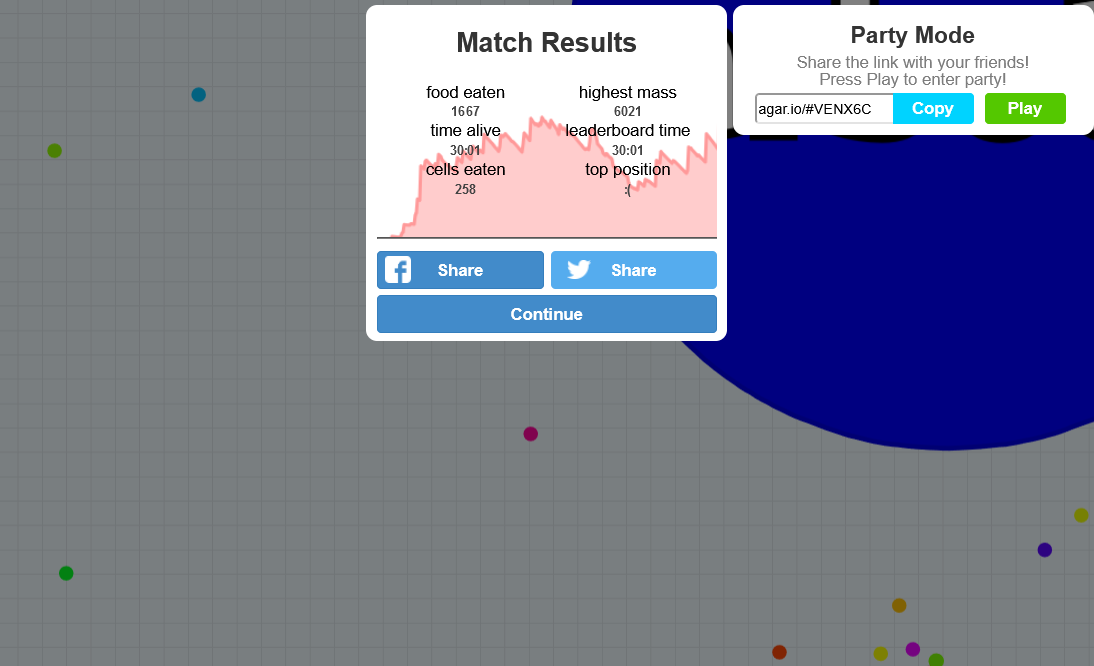 Match Results
food eaten
1667
highest mass
6021
time alive
30:01
leaderboard time
30:01
cells eaten
258
top position
:(
Share
Share
Continue
Party Mode
Share the link with your friends!
Press Play to enter party!
agar.io/#VENX6C
Copy
Play